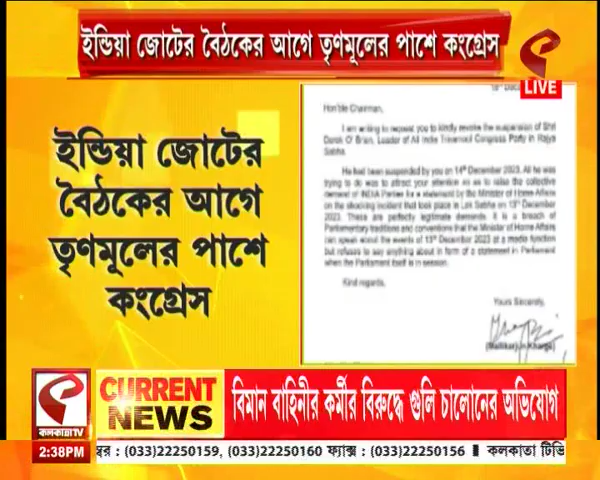 ইন্ডিয়া জোটের বৈঠকের আগে তৃণমূলের পাশে কংগ্রেস
LIVE
ইন্ডিয়া জোটের
বৈঠকের আগে
তৃণমূলের পাশে
কংগ্রেস
Hon'ble Chairman,
I am writing to request you to kindly revoke the suspension of Shri
Derek O' Brien, Leader of All India Trinamool Congress Party in Rajya
Sabha.
He had been suspended by you on 14th December 2023. All he was
trying to do was to attract your attention so as to raise the collective
demand of INDIA Parties for a statement by the Minister of Home Affairs
on the shocking incident that took place in Lok Sabha on 13th December
2023. These are perfectly legitimate demands. It is a breach of
Parliamentary traditions and conventions that the Minister of Home Affairs
can speak about the events of 13th December 2023 at a media function
but refuses to say anything about in form of a statement in Parliament
when the Parliament itself is in session.
Kind regards,
Yours Sincerely,
(Mallikarjun Kharge)
কলকাতাTV
CURRENT
NEWS
বিমান বাহিনীর কর্মীর বিরুদ্ধে গুলি চালোনের অভিযোগ
2:38PM
ম্বর : (033)22250159, (033)22250160 ফ্যাক্স : (033)22250156 ▮ কলকাতা টিভি